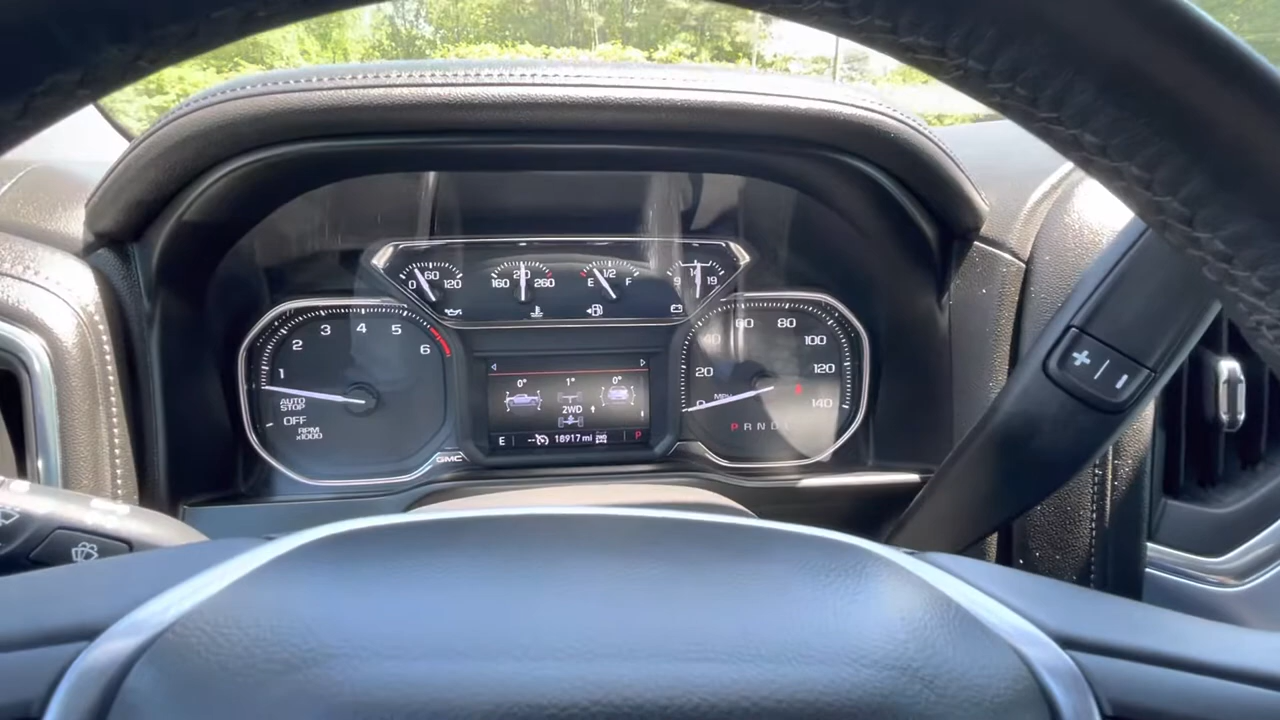 0 60 120
160 210 260
E 1/2 F
9 14 19
1 2 3 4 5 6
AUTO
STOP
OFF
RPM
x1000
GMC
0° 1° 0°
2WD
E --- 18917 mi P
0 20 40 60 80 100 120 140
MPH
P R N D
+ -